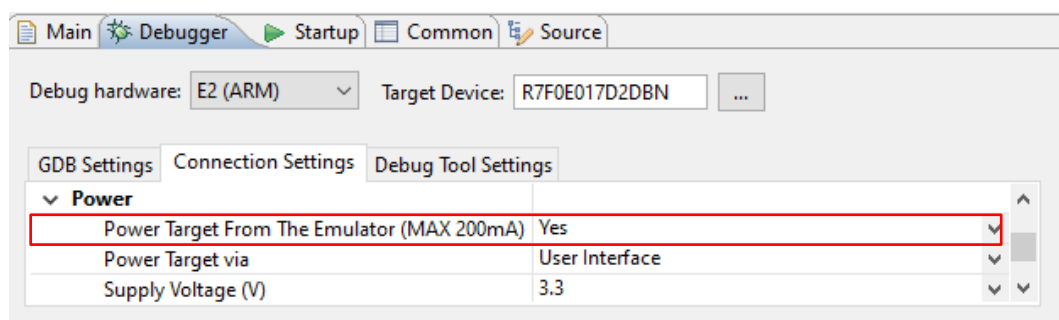 Main Debugger Startup Common Source
Debug hardware: E2 (ARM) Target Device: R7F0E017D2DBN ...
GDB Settings Connection Settings Debug Tool Settings
Power
Power Target From The Emulator (MAX 200mA) Yes
Power Target via User Interface
Supply Voltage (V) 3.3